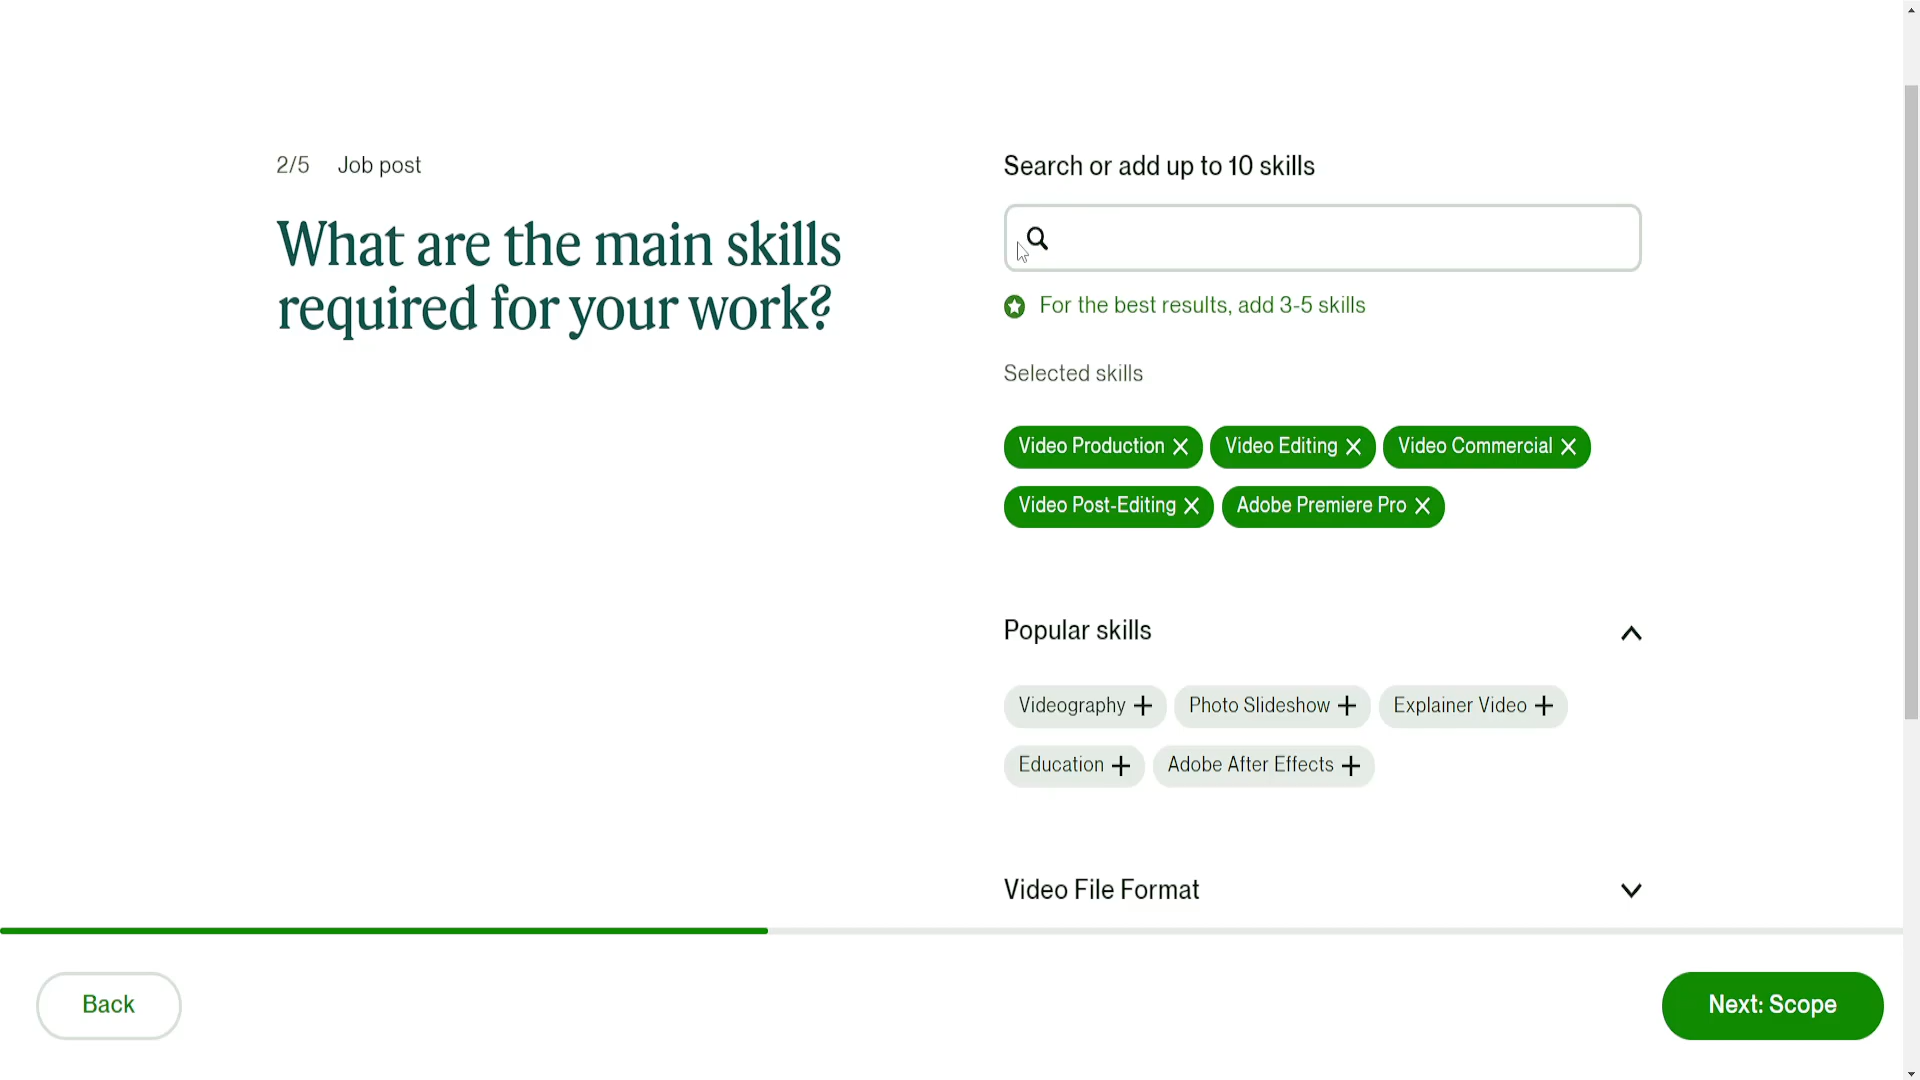 2/5 Job post
What are the main skills
required for your work?
Search or add up to 10 skills
For the best results, add 3-5 skills
Selected skills
Video Production Video Editing Video Commercial
Video Post-Editing Adobe Premiere Pro
Popular skills
Videography Photo Slideshow Explainer Video
Education Adobe After Effects
Video File Format
Back
Next: Scope